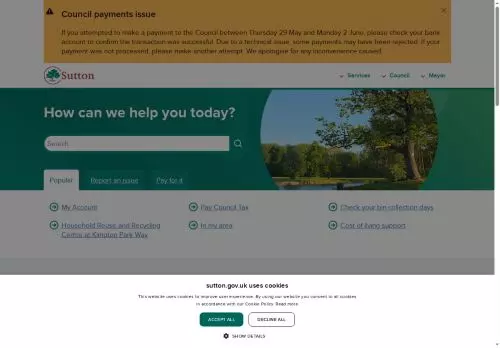 Council payments issue
If you attempted to make a payment to the Council between Thursday 29 May and Monday 2 June, please check your bank
account to confirm the transaction was successful. Due to a technical issue, some payments may have been rejected. If your
payment was not processed, please make another attempt. We apologise for any inconvenience caused.
Sutton
Services
Council
Mayor
How can we help you today?
Search
Popular
Report an issue
Pay for it
My Account
Pay Council Tax
Check your bin collection days
Household Reuse and Recycling
Centre at Kimpton Park Way
In my area
Cost of living support
sutton.gov.uk uses cookies
This website uses cookies to improve user experience. By using our website you consent to all cookies
in accordance with our Cookie Policy. Read more
ACCEPT ALL
DECLINE ALL
SHOW DETAILS